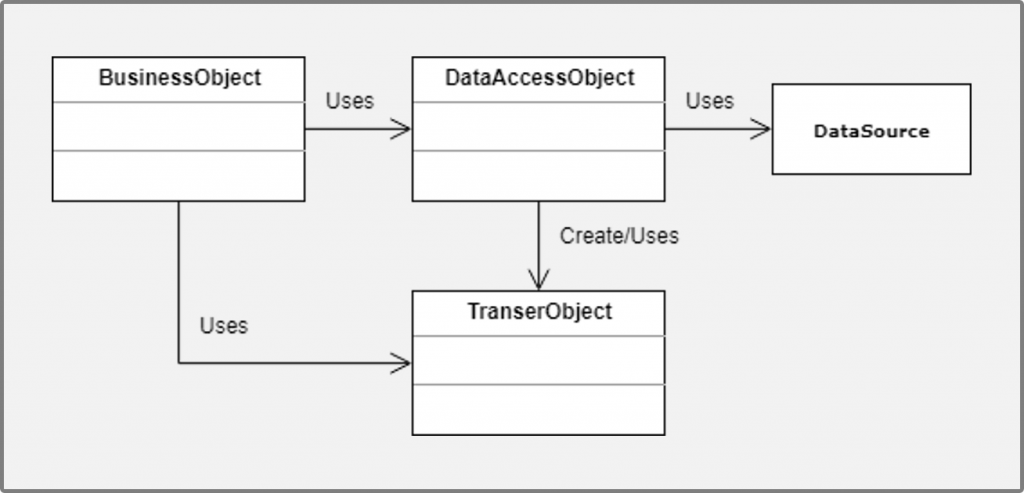 BusinessObject
Uses
DataAccessObject
Uses
DataSource
Create/Uses
TranserObject
Uses